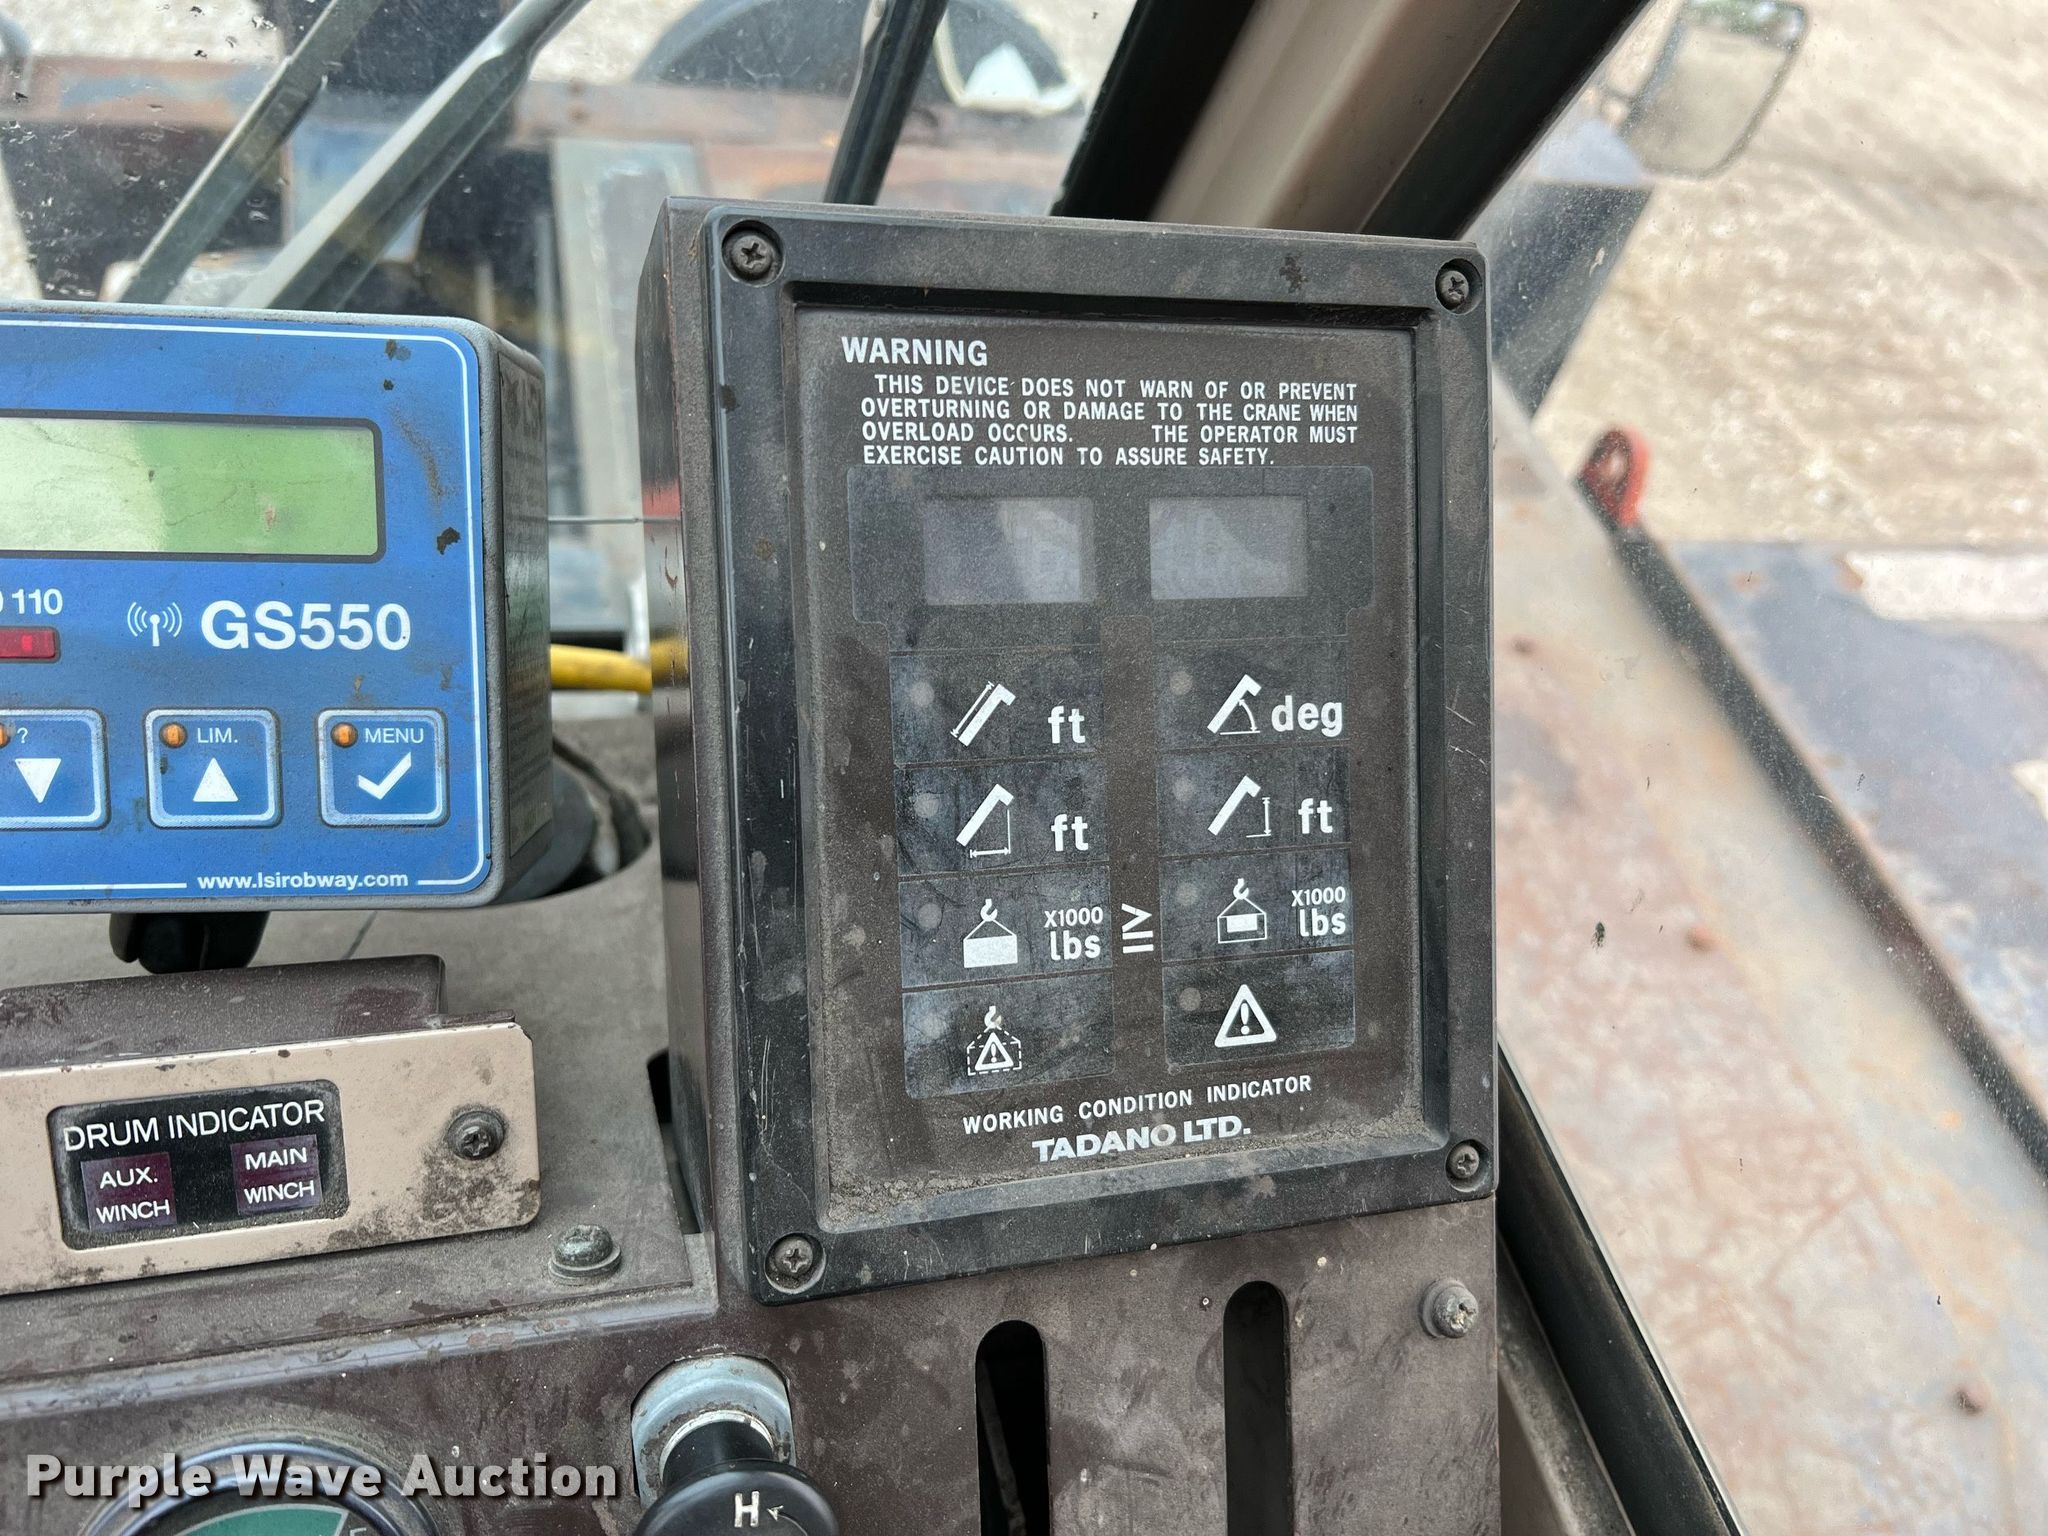 WARNING
THIS DEVICE DOES NOT WARN OF OR PREVENT
OVERTURNING OR DAMAGE TO THE CRANE WHEN
OVERLOAD OCCURS. THE OPERATOR MUST
EXERCISE CAUTION TO ASSURE SAFETY.
110
GS550
?
LIM.
MENU
www.lsirobway.com
ft
deg
ft
ft
X1000
lbs
≧
X1000
lbs
WORKING CONDITION INDICATOR
TADANO LTD.
DRUM INDICATOR
AUX.
WINCH
MAIN
WINCH
H
Purple Wave Auction